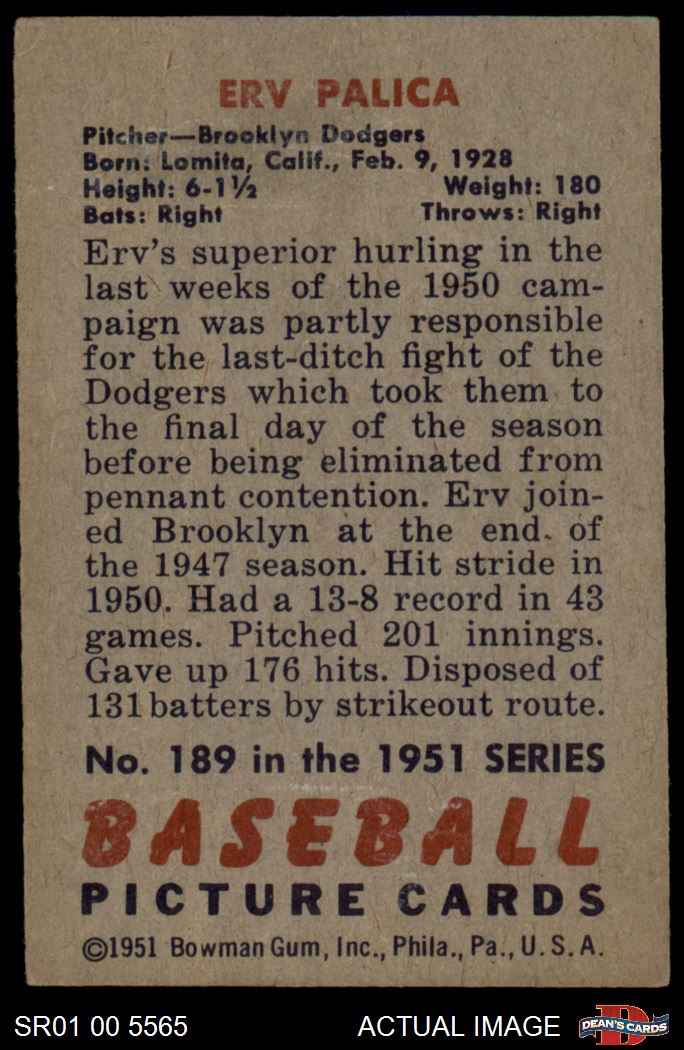 ERV PALICA
Pitcher—Brooklyn Dodgers
Born: Lomita, Calif., Feb. 9, 1928
Height: 6-1½ Weight: 180
Bats: Right Throws: Right
Erv's superior hurling in the
last weeks of the 1950 cam-
paign was partly responsible
for the last-ditch fight of the
Dodgers which took them to
the final day of the season
before being eliminated from
pennant contention. Erv join-
ed Brooklyn at the end. of
the 1947 season. Hit stride in
1950. Had a 13-8 record in 43
games. Pitched 201 innings.
Gave up 176 hits. Disposed of
131 batters by strikeout route.
No. 189 in the 1951 SERIES
BASEBALL
PICTURE CARDS
©1951 Bowman Gum, Inc., Phila., Pa., U.S.A.
SR01 00 5565 ACTUAL IMAGE D DEAN'S CARDS